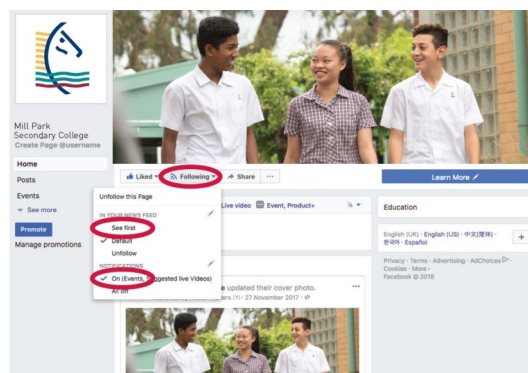 Mill Park
Secondary College
Create Page @username
Home
Posts
Events
See more
Promote
Manage promotions
Liked
Following
Share
Learn More
Unfollow this Page
IN YOUR NEWS FEED
See first
Default
Unfollow
NOTIFICATIONS
On (Events, Suggested live Videos)
All off
Live video
Event, Product+
updated their cover photo.
27 November 2017
Education
English (UK) · English (US) · 中文(简体) ·
한국어 · Español
Privacy · Terms · Advertising · AdChoices
Cookies · More
Facebook © 2018